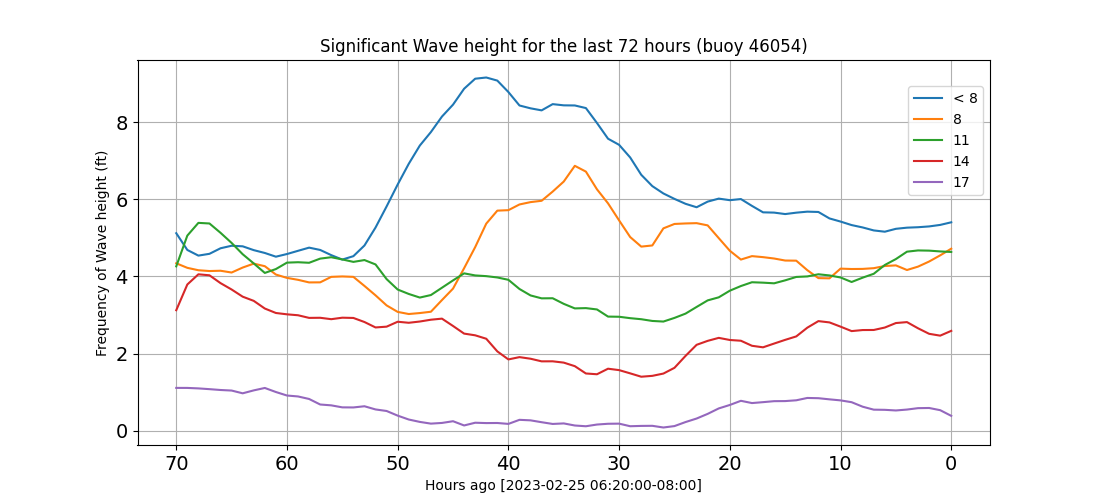 Significant Wave height for the last 72 hours (buoy 46054)
Frequency of Wave height (ft)
8
6
4
2
0
< 8
8
11
14
17
70 60 50 40 30 20 10 0
Hours ago [2023-02-25 06:20:00-08:00]